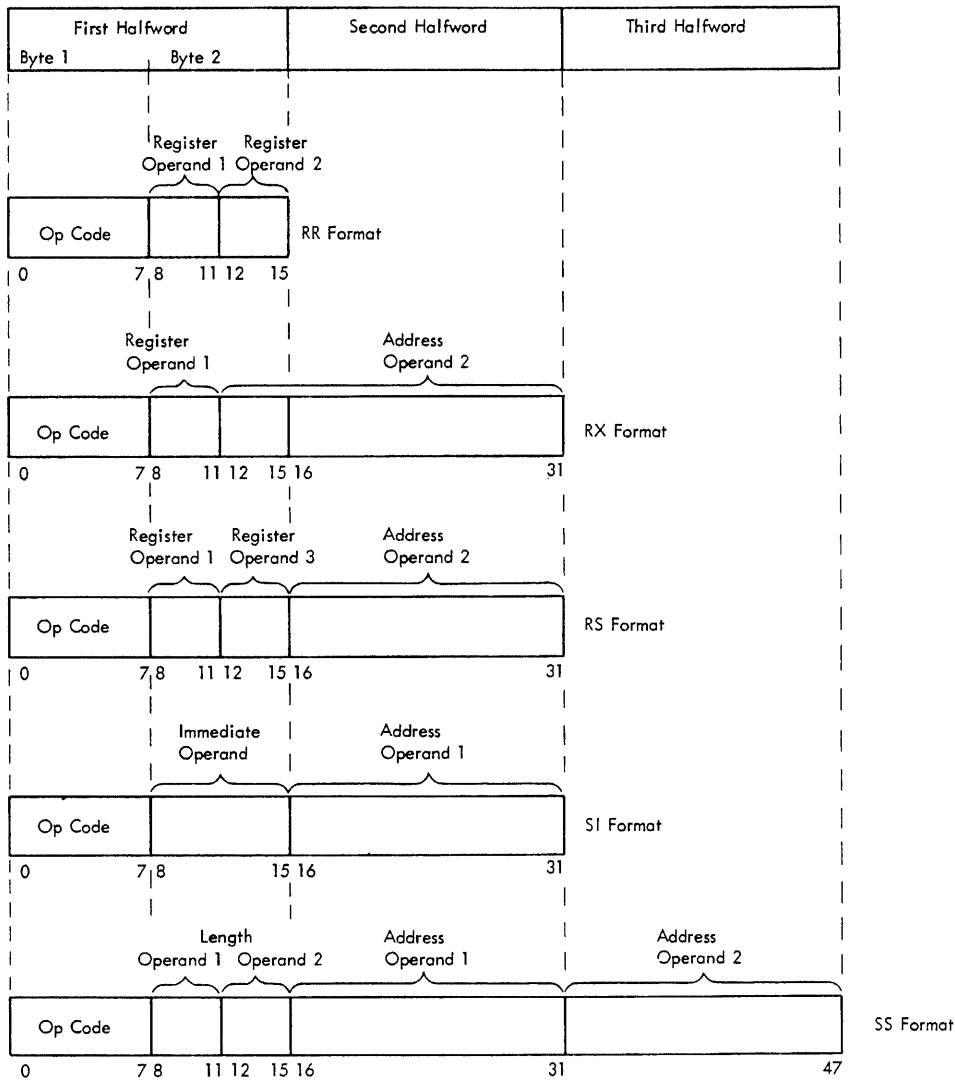 First Halfword Second Halfword Third Halfword
Byte 1 Byte 2
Register Register
Operand 1 Operand 2
Op Code RR Format
0 7 8 11 12 15
Register Address
Operand 1 Operand 2
Op Code RX Format
0 7 8 11 12 15 16 31
Register Register Address
Operand 1 Operand 3 Operand 2
Op Code RS Format
0 7 8 11 12 15 16 31
Immediate Address
Operand Operand 1
Op Code SI Format
0 7 8 15 16 31
Length Address Address
Operand 1 Operand 2 Operand 1 Operand 2
Op Code SS Format
0 7 8 11 12 15 16 31 47